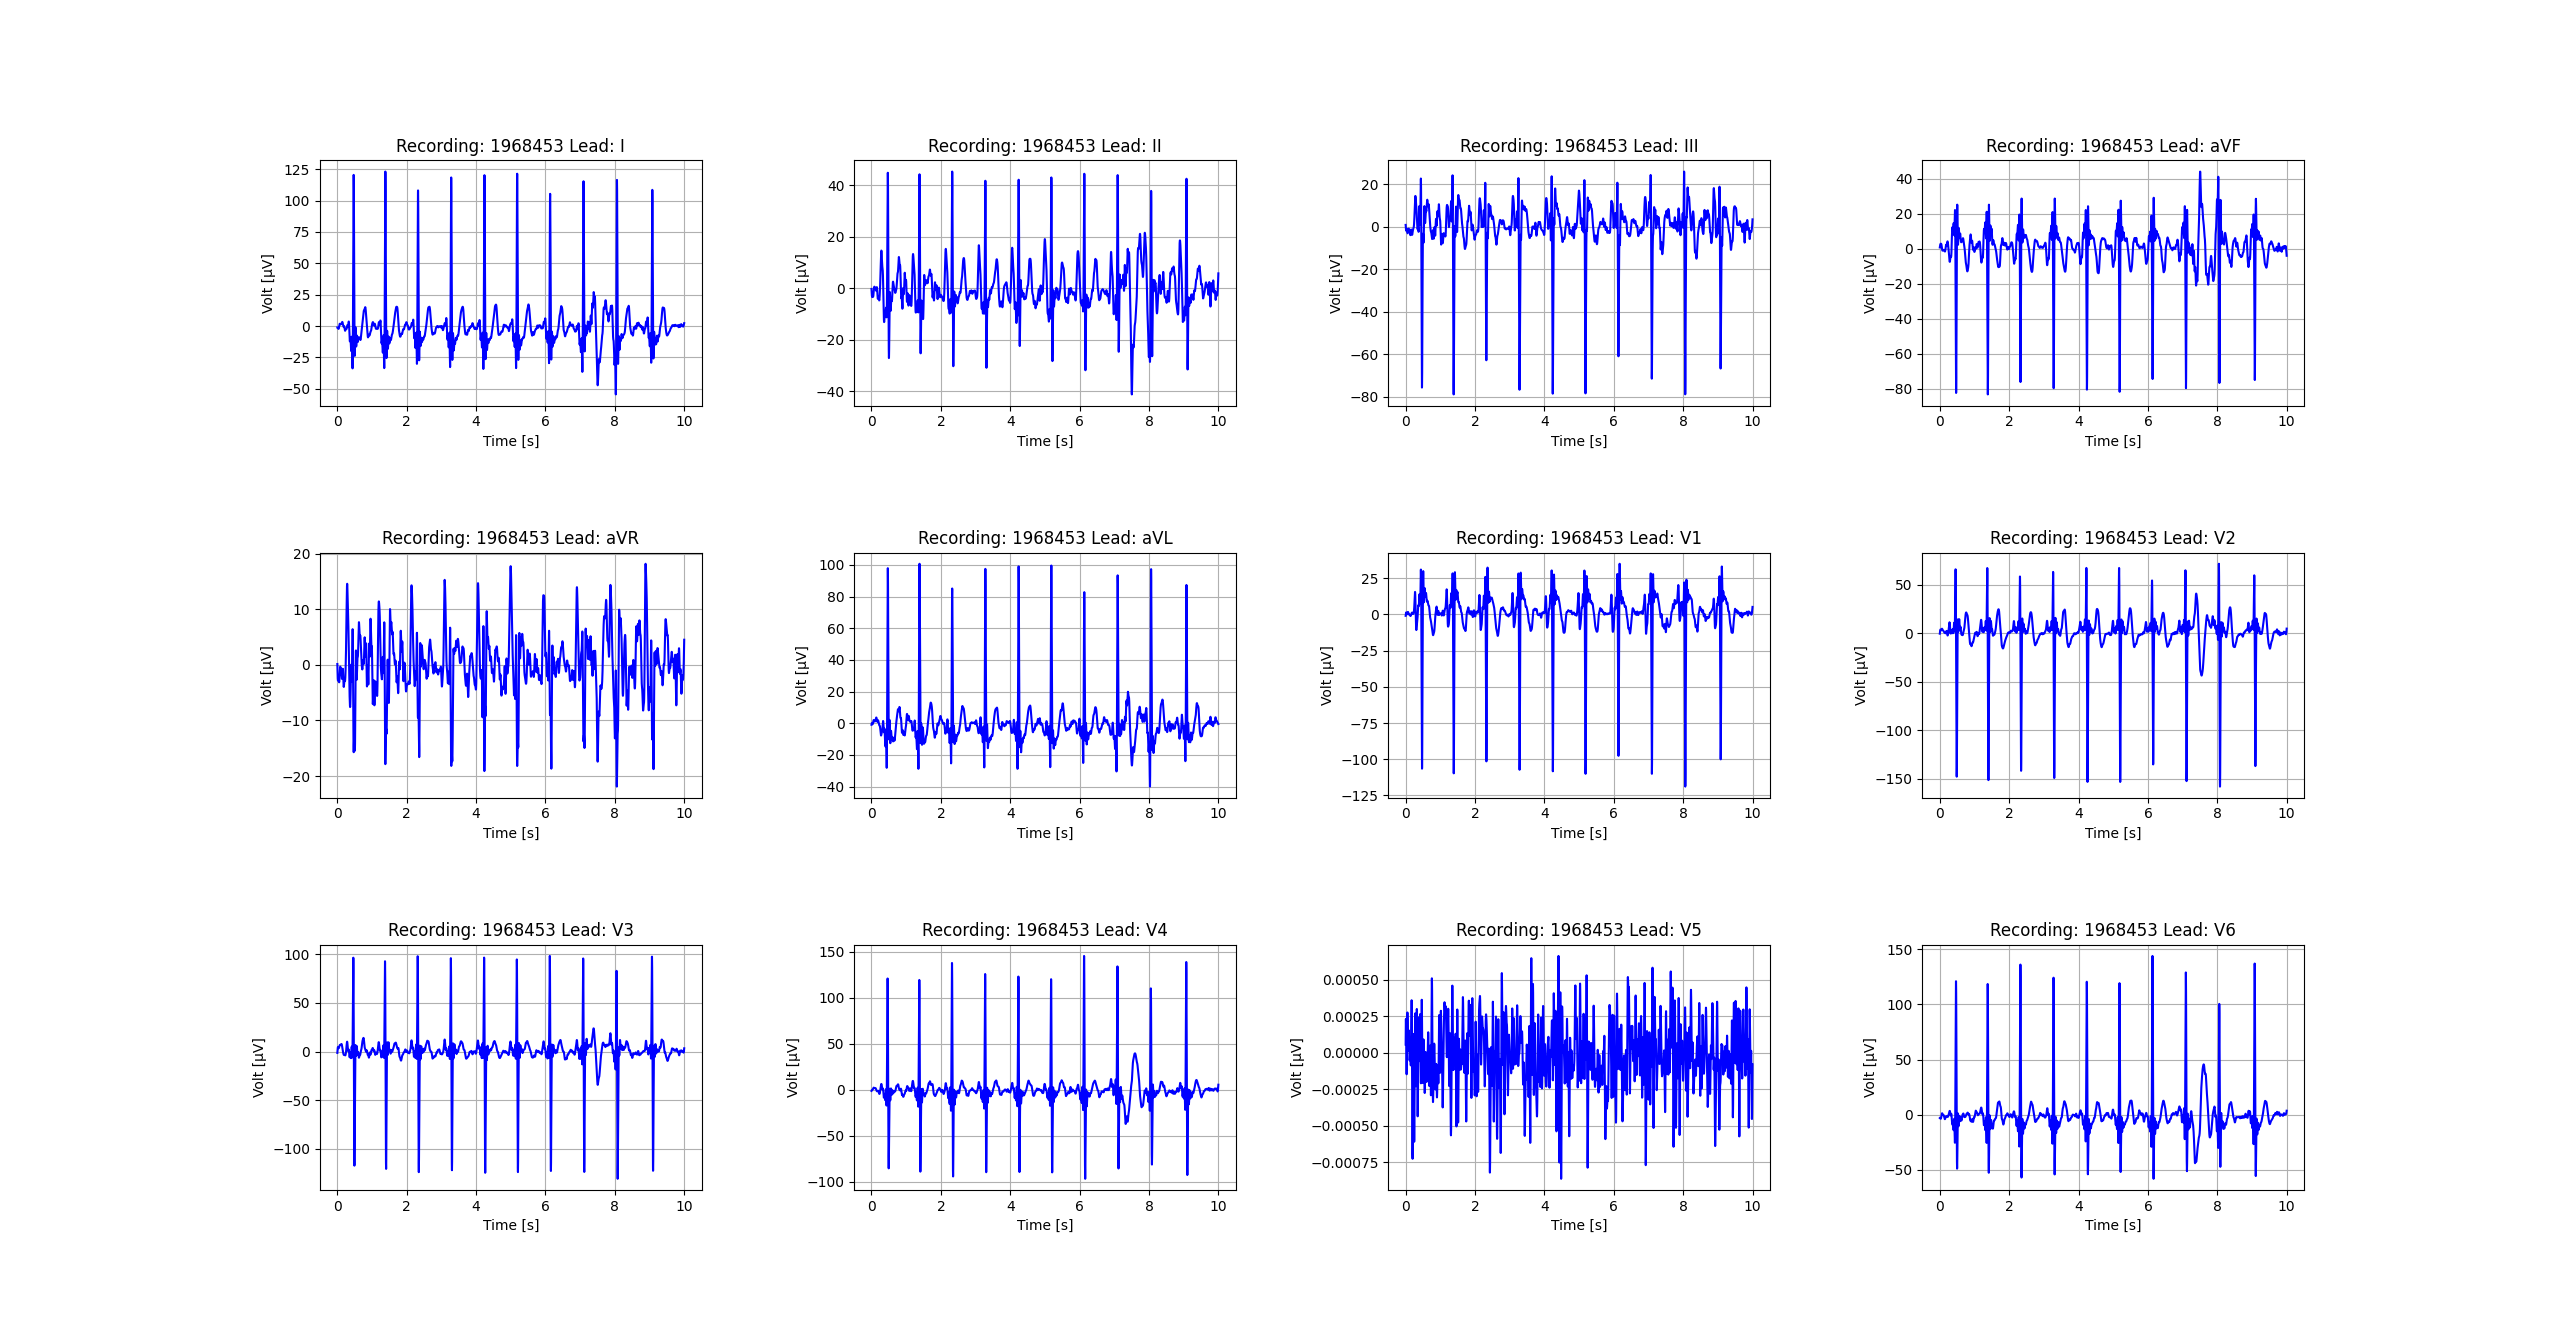 Recording: 1968453 Lead: I
125
100
75
50
25
0
−25
−50
Volt [µV]
0 2 4 6 8 10
Time [s]
Recording: 1968453 Lead: II
40
20
0
−20
−40
Volt [µV]
0 2 4 6 8 10
Time [s]
Recording: 1968453 Lead: III
20
0
−20
−40
−60
−80
Volt [µV]
0 2 4 6 8 10
Time [s]
Recording: 1968453 Lead: aVF
40
20
0
−20
−40
−60
−80
Volt [µV]
0 2 4 6 8 10
Time [s]
Recording: 1968453 Lead: aVR
20
10
0
−10
−20
Volt [µV]
0 2 4 6 8 10
Time [s]
Recording: 1968453 Lead: aVL
100
80
60
40
20
0
−20
−40
Volt [µV]
0 2 4 6 8 10
Time [s]
Recording: 1968453 Lead: V1
25
0
−25
−50
−75
−100
−125
Volt [µV]
0 2 4 6 8 10
Time [s]
Recording: 1968453 Lead: V2
50
0
−50
−100
−150
Volt [µV]
0 2 4 6 8 10
Time [s]
Recording: 1968453 Lead: V3
100
50
0
−50
−100
Volt [µV]
0 2 4 6 8 10
Time [s]
Recording: 1968453 Lead: V4
150
100
50
0
−50
−100
Volt [µV]
0 2 4 6 8 10
Time [s]
Recording: 1968453 Lead: V5
0.00050
0.00025
0.00000
−0.00025
−0.00050
−0.00075
Volt [µV]
0 2 4 6 8 10
Time [s]
Recording: 1968453 Lead: V6
150
100
50
0
−50
Volt [µV]
0 2 4 6 8 10
Time [s]